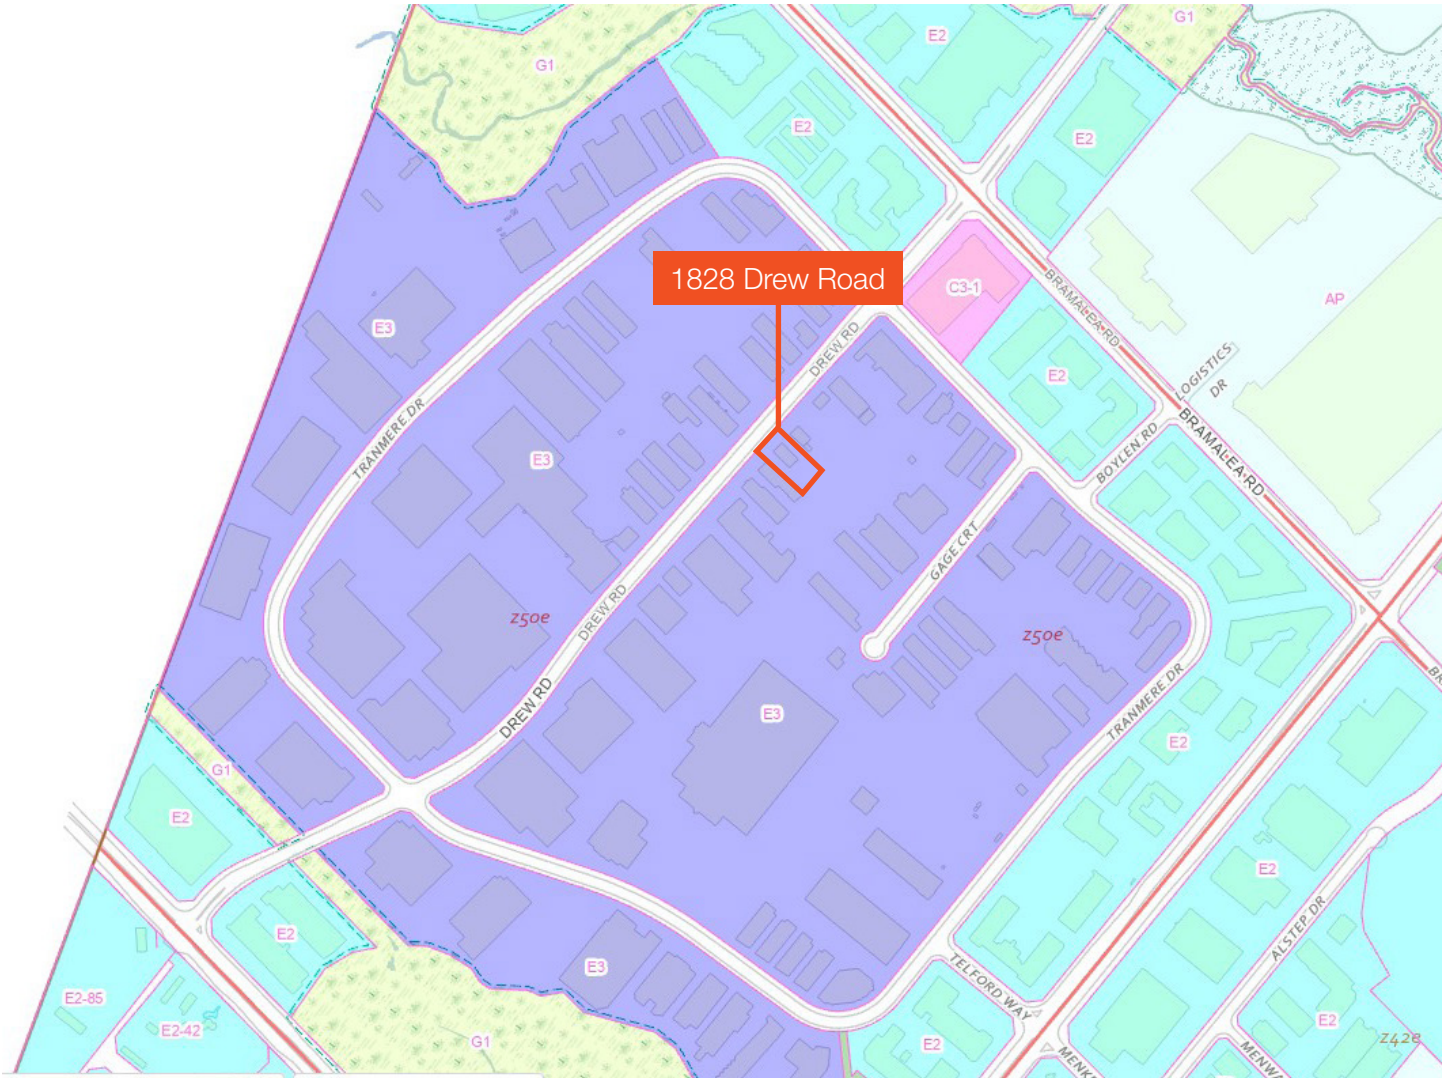 G1
E2
G1
E2
E2
1828 Drew Road
C3-1
BRAMALEA RD
AP
E3
DREW RD
LOGISTICS
DR
E2
TRANMERE DR
BRAMALEA RD
BOYLEN RD
E3
GAGE CRT
z50e
DREW RD
z50e
DREW RD
TRANMERE DR
E3
E2
G1
E2
E2
ALSTEP DR
E2
E3
TELFORD WAY
E2-85
E2-42
G1
E2
E2
z42e